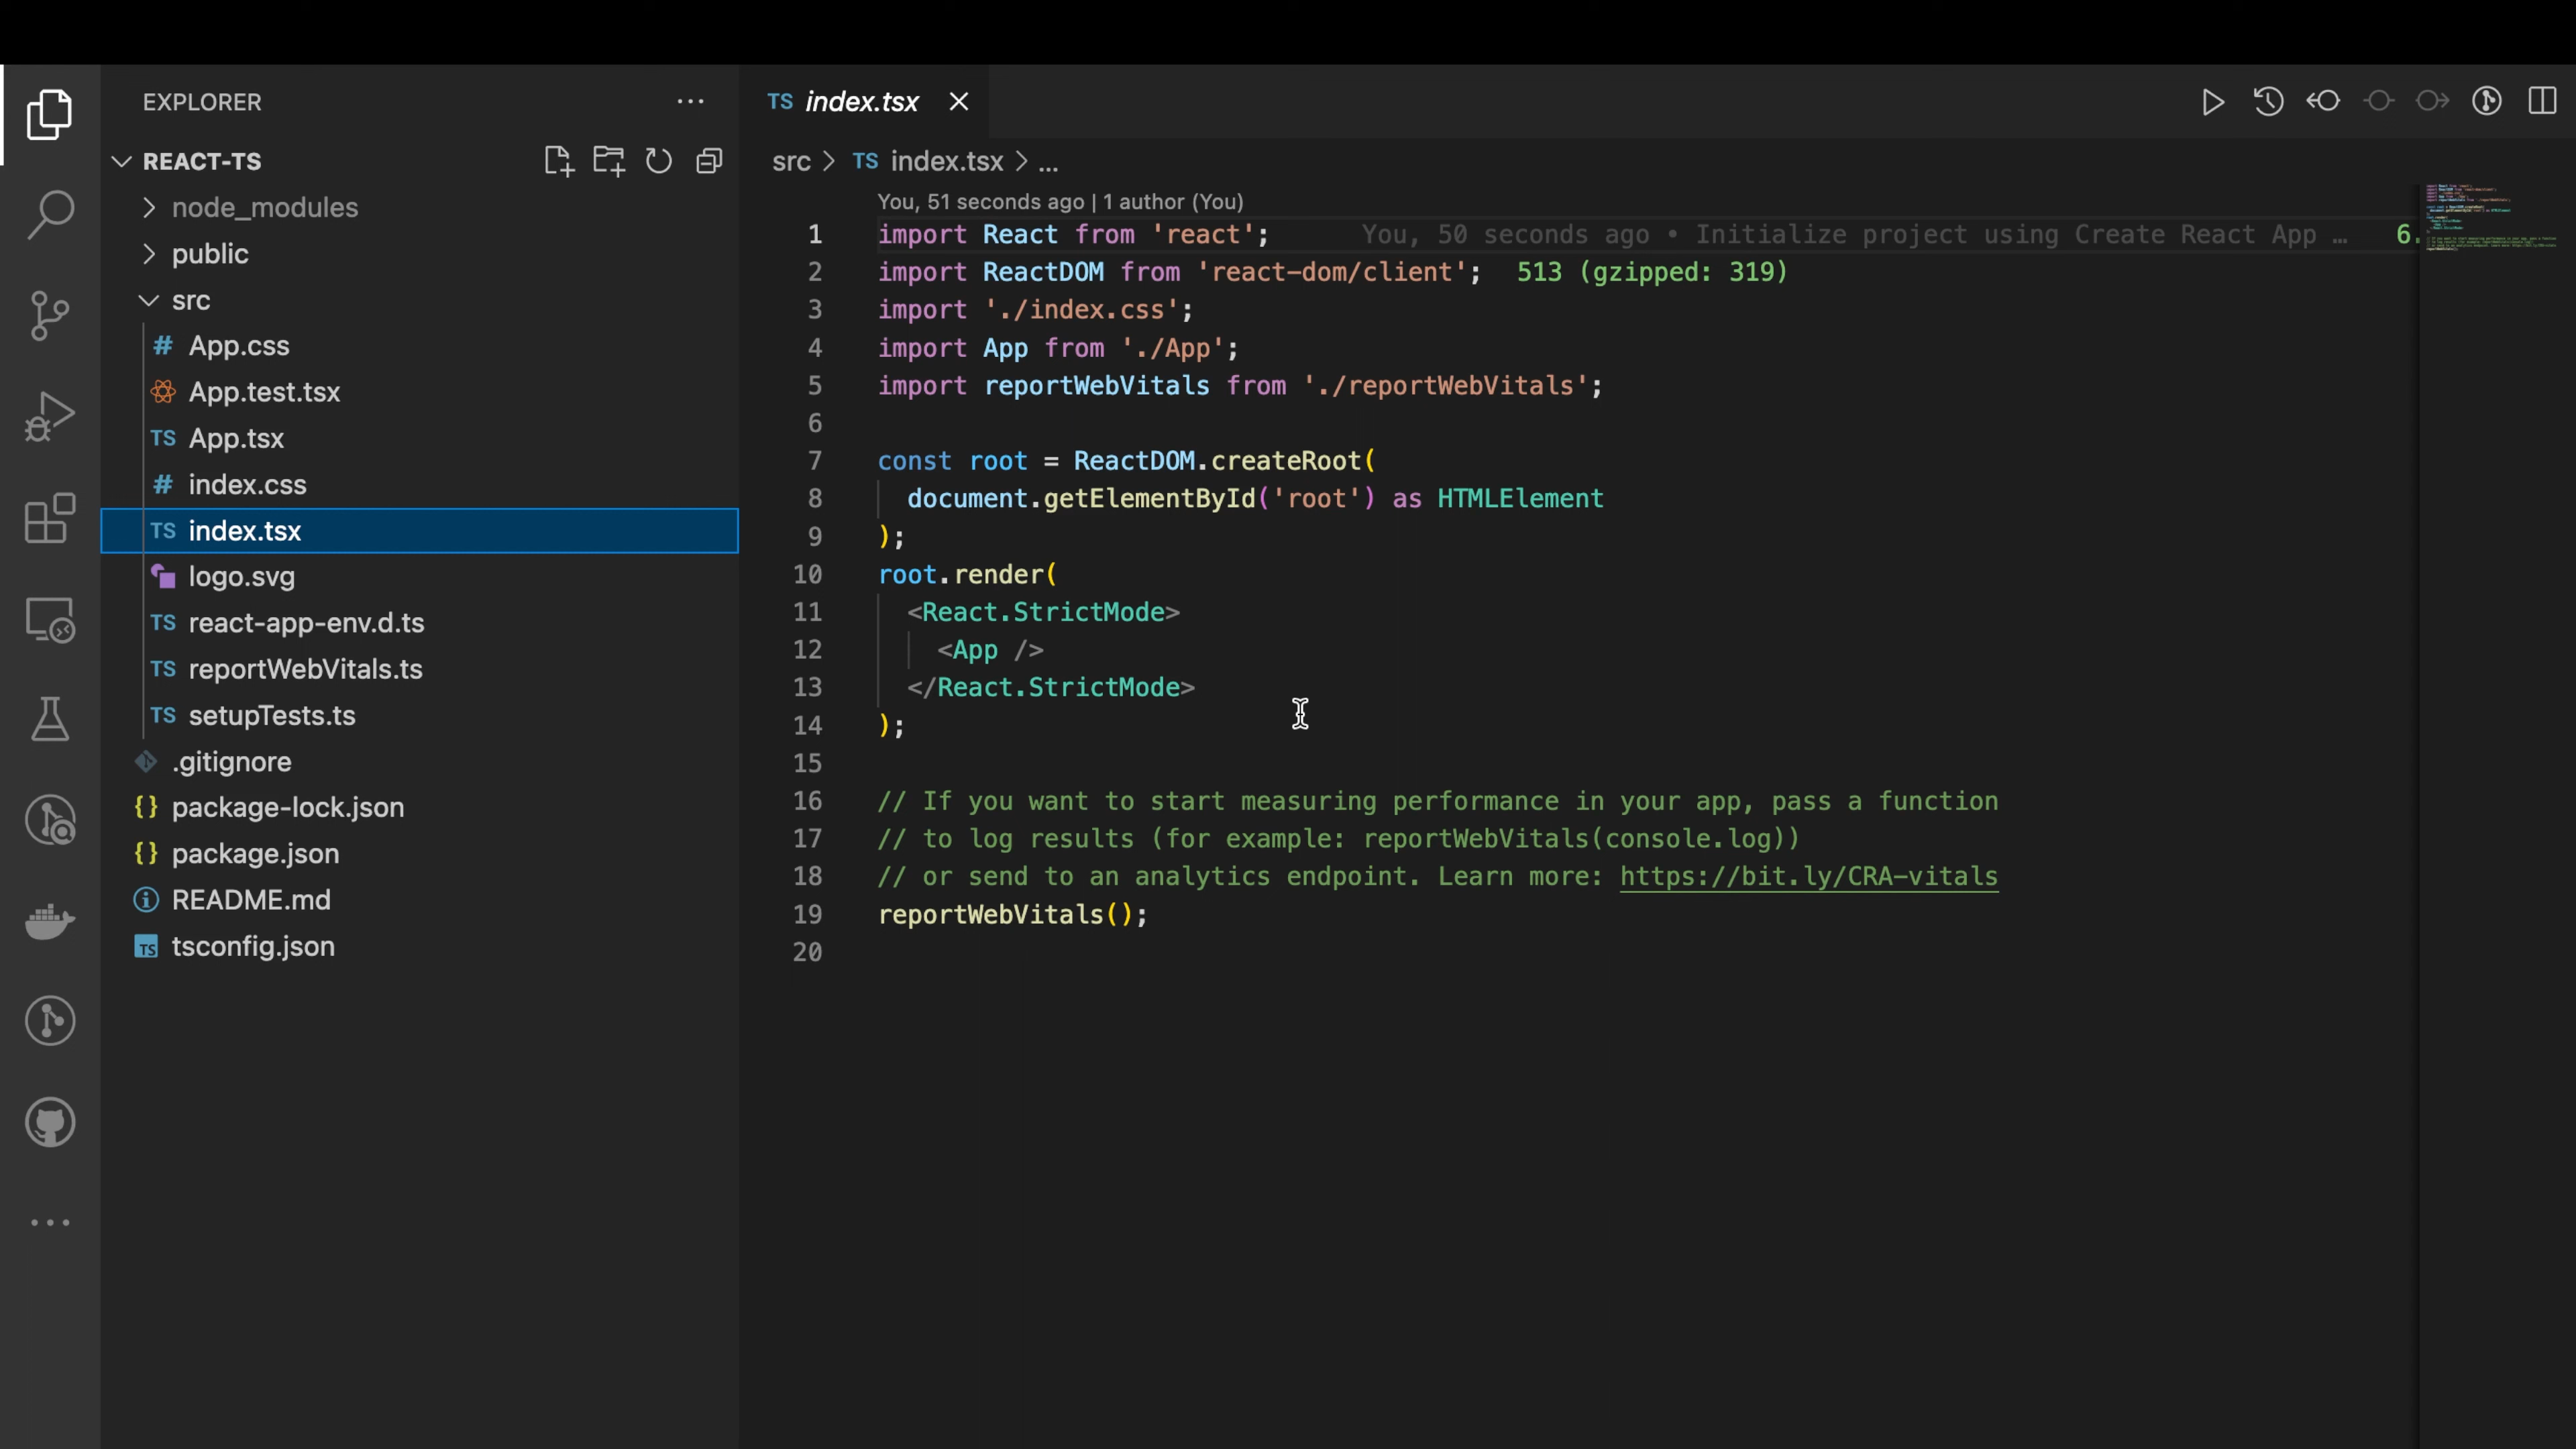 EXPLORER
REACT-TS
node_modules
public
src
# App.css
App.test.tsx
TS App.tsx
# index.css
TS index.tsx
logo.svg
TS react-app-env.d.ts
TS reportWebVitals.ts
TS setupTests.ts
.gitignore
{} package-lock.json
{} package.json
README.md
TS tsconfig.json
TS index.tsx
src > TS index.tsx > ...
You, 51 seconds ago | 1 author (You)
1 import React from 'react'; You, 50 seconds ago • Initialize project using Create React App … 6.
2 import ReactDOM from 'react-dom/client'; 513 (gzipped: 319)
3 import './index.css';
4 import App from './App';
5 import reportWebVitals from './reportWebVitals';
6
7 const root = ReactDOM.createRoot(
8 document.getElementById('root') as HTMLElement
9 );
10 root.render(
11 <React.StrictMode>
12 <App />
13 </React.StrictMode>
14 );
15
16 // If you want to start measuring performance in your app, pass a function
17 // to log results (for example: reportWebVitals(console.log))
18 // or send to an analytics endpoint. Learn more: https://bit.ly/CRA-vitals
19 reportWebVitals();
20